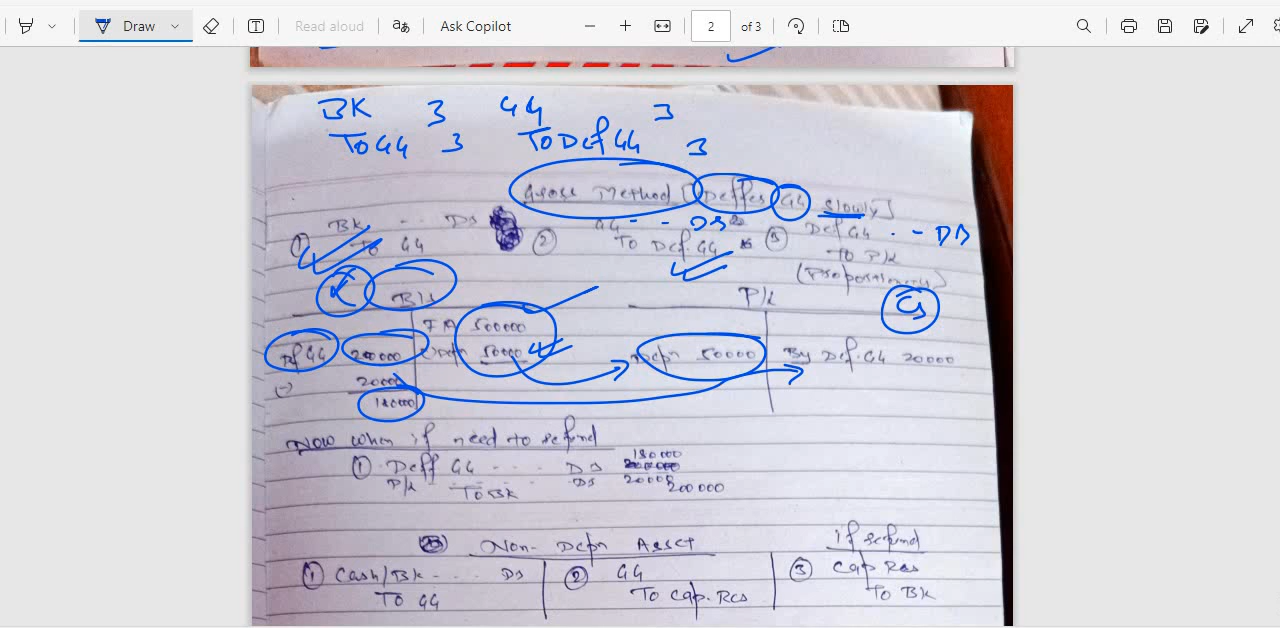 Draw
Read aloud
Ask Copilot
2 of 3
BK 3 GG 3
To GG 3 To Def GG 3
Gross Method [Deffer GG slowly]
① BK -- Dr
To GG
② GG -- Dr
To Def. GG
③ Def GG -- Dr
To P/L
(Proportionately)
B/S
P/L
FA 500000
Def GG 200000 (-) Depn 50000
Depn 50000 By Def. GG 20000
(-) 20000
180000
Now when if need to refund
① Deff GG -- Dr 180000
P/L -- Dr 20000
To BK 200000
Non- Depn Asset
If refund
① Cash/BK -- Dr
To GG
② GG
To Cap. Res
③ Cap Res
To BK